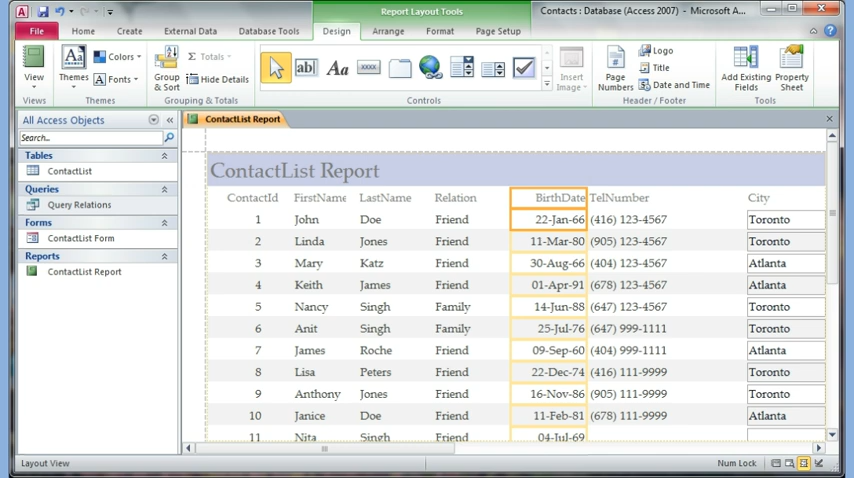 Report Layout Tools
Contacts : Database (Access 2007) - Microsoft A...
File Home Create External Data Database Tools Design Arrange Format Page Setup
View
Views
Themes
Colors
Fonts
Themes
Group & Sort
Σ Totals
Hide Details
Grouping & Totals
ab|
Aa
xxxx
Controls
Insert Image
Page Numbers
Logo
Title
Date and Time
Header / Footer
Add Existing Fields
Property Sheet
Tools
All Access Objects
Search...
Tables
ContactList
Queries
Query Relations
Forms
ContactList Form
Reports
ContactList Report
ContactList Report
ContactList Report
ContactId FirstName LastName Relation BirthDate TelNumber City
1 John Doe Friend 22-Jan-66 (416) 123-4567 Toronto
2 Linda Jones Friend 11-Mar-80 (905) 123-4567 Toronto
3 Mary Katz Friend 30-Aug-66 (404) 123-4567 Atlanta
4 Keith James Friend 01-Apr-91 (678) 123-4567 Atlanta
5 Nancy Singh Family 14-Jun-88 (647) 123-4567 Toronto
6 Anit Singh Family 25-Jul-76 (647) 999-1111 Toronto
7 James Roche Friend 09-Sep-60 (404) 999-1111 Atlanta
8 Lisa Peters Friend 22-Dec-74 (416) 111-9999 Toronto
9 Anthony Jones Friend 16-Nov-86 (905) 111-9999 Toronto
10 Janice Doe Friend 11-Feb-81 (678) 111-9999 Atlanta
11 Nita Singh Friend 04-Jul-69
Layout View
Num Lock